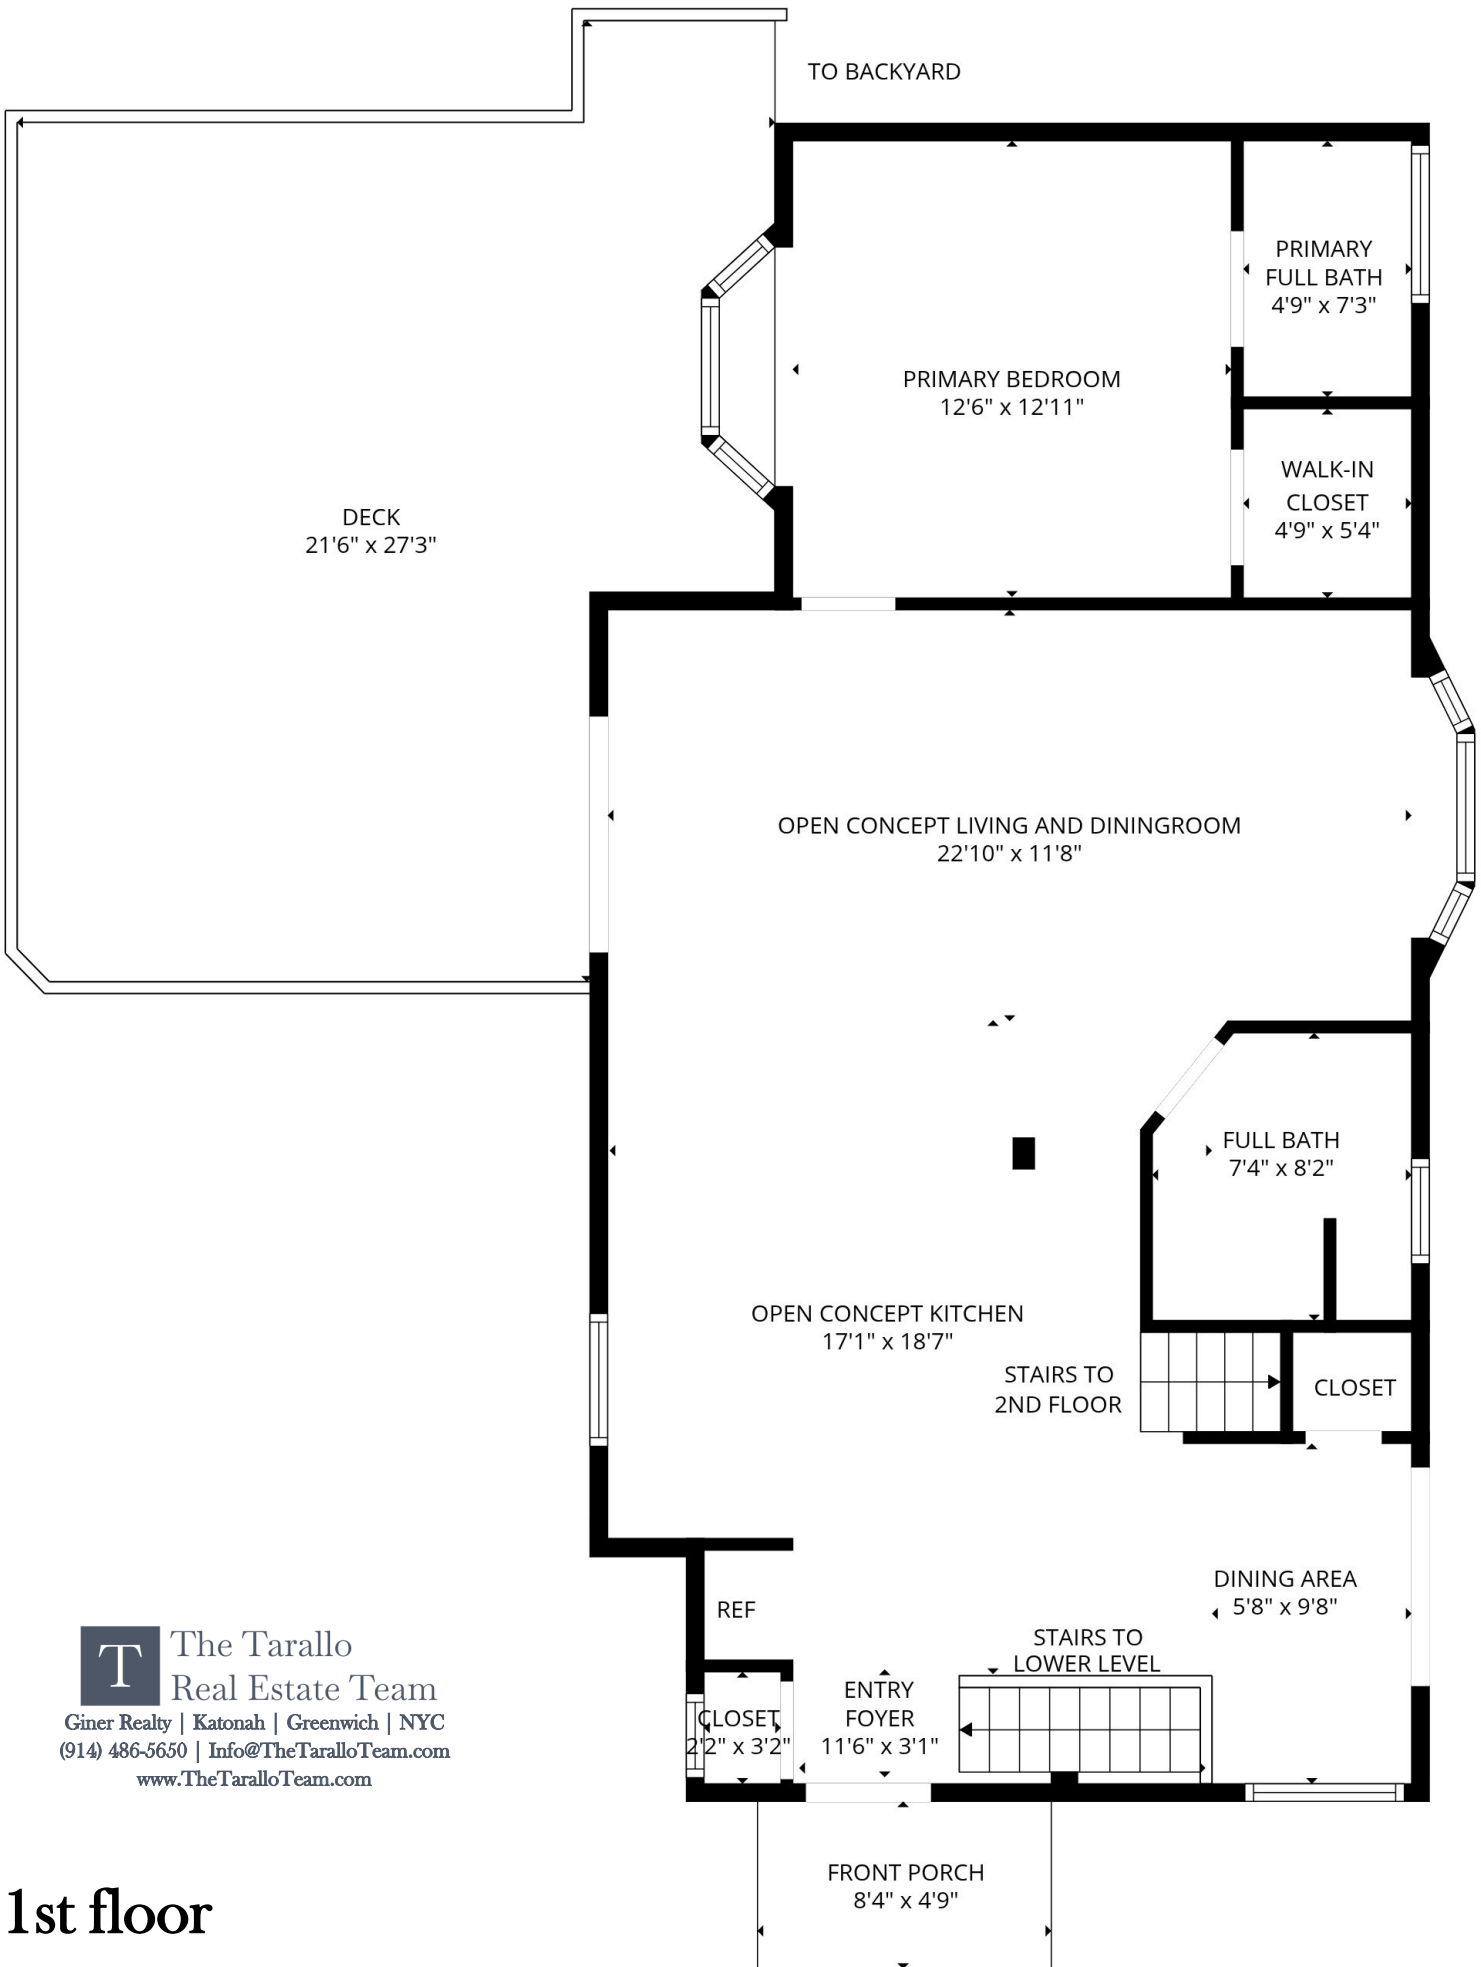 TO BACKYARD
PRIMARY
FULL BATH
4'9" x 7'3"
PRIMARY BEDROOM
12'6" x 12'11"
WALK-IN
CLOSET
4'9" x 5'4"
DECK
21'6" x 27'3"
OPEN CONCEPT LIVING AND DININGROOM
22'10" x 11'8"
FULL BATH
7'4" x 8'2"
OPEN CONCEPT KITCHEN
17'1" x 18'7"
STAIRS TO
2ND FLOOR
CLOSET
DINING AREA
5'8" x 9'8"
REF
STAIRS TO
LOWER LEVEL
ENTRY
FOYER
11'6" x 3'1"
CLOSET
2'2" x 3'2"
T
The Tarallo
Real Estate Team
Giner Realty | Katonah | Greenwich | NYC
(914) 486-5650 | Info@TheTaralloTeam.com
www.TheTaralloTeam.com
FRONT PORCH
8'4" x 4'9"
1st floor